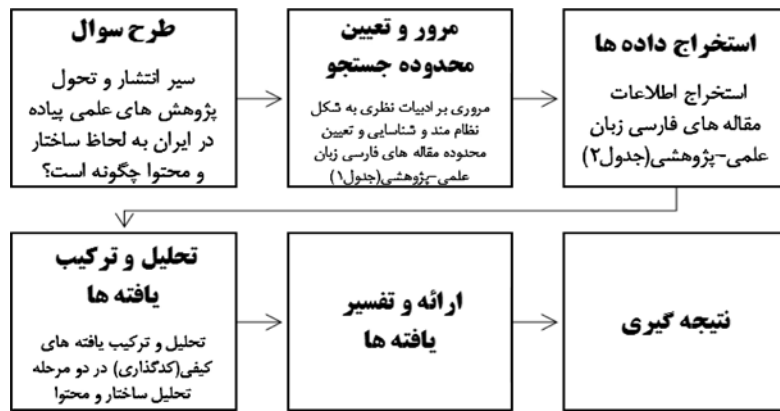 طرح سوال
سیر انتشار و تحول
پژوهش های علمی پیاده
در ایران به لحاظ ساختار
و محتوا چگونه است؟
مرور و تعیین
محدوده جستجو
مروری بر ادبیات نظری به شکل
نظام مند و شناسایی و تعیین
محدوده مقاله های فارسی زبان
علمی-پژوهشی(جدول۱)
استخراج داده ها
استخراج اطلاعات
مقاله های فارسی زبان
علمی-پژوهشی(جدول۲)
تحلیل و ترکیب
یافته ها
تحلیل و ترکیب یافته های
کیفی(کدگذاری) در دو مرحله
تحلیل ساختار و محتوا
ارائه و تفسیر
یافته ها
نتیجه گیری